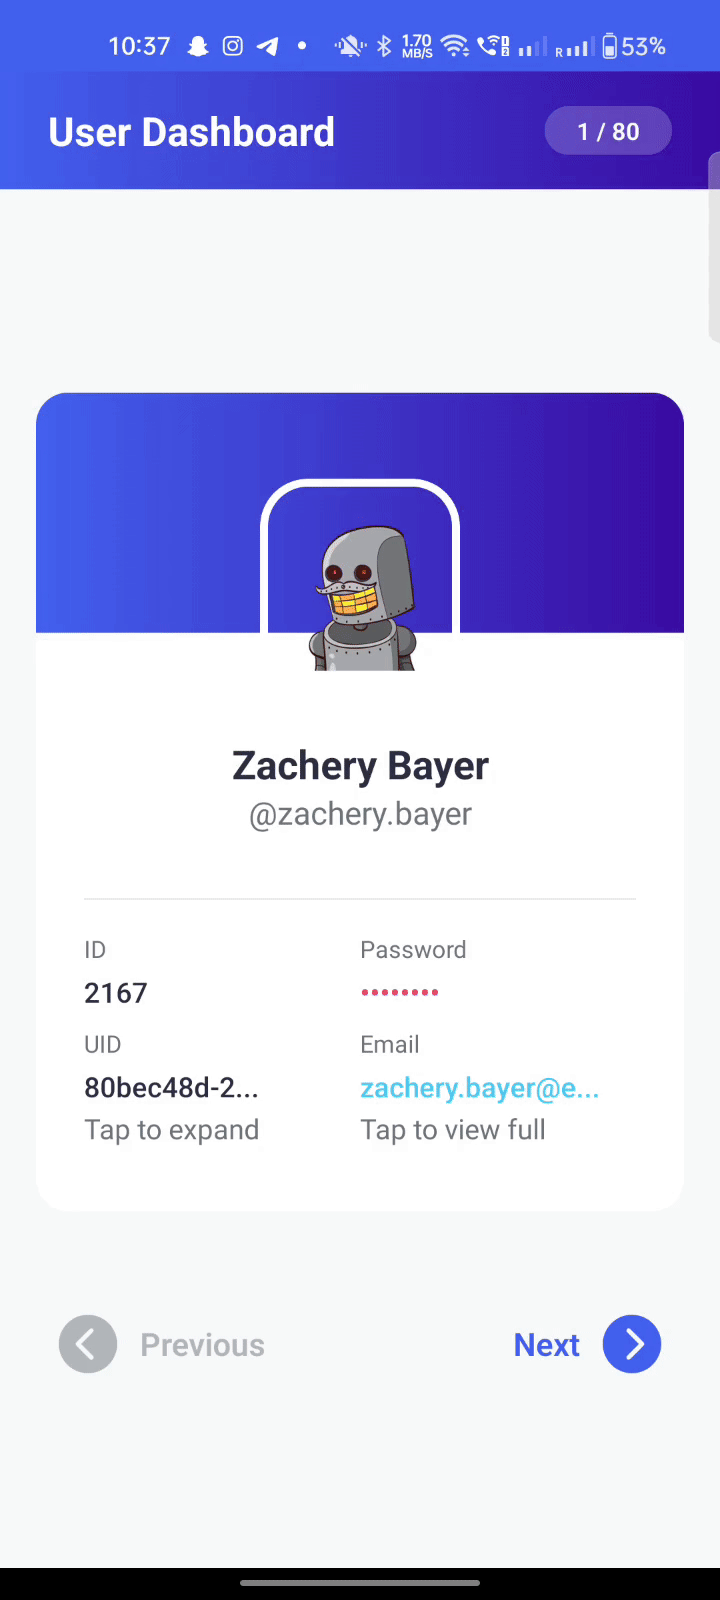 10:37 1.70 MB/S R 53%
User Dashboard
1 / 80
Zachery Bayer
@zachery.bayer
ID
2167
Password
••••••••
UID
80bec48d-2...
Tap to expand
Email
zachery.bayer@e...
Tap to view full
Previous
Next